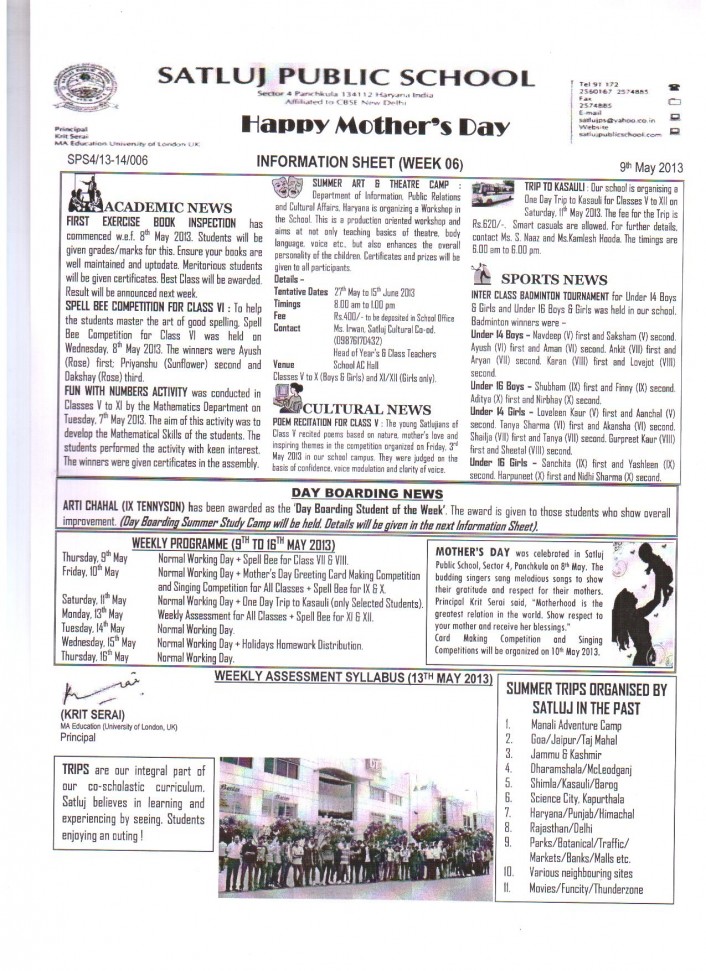 SATLUJ PUBLIC SCHOOL
Sector 4 Panchkula 134112 Haryana India
Affiliated to CBSE New Delhi
Happy Mother's Day
Tel 91 172
2560167 2574885
Fax
2574885
E-mail
satlujps@yahoo.co.in
Website
satlujpublicschool.com
Principal
Krit Serai
MA Education University of London UK
SPS4/13-14/006
INFORMATION SHEET (WEEK 06)
9th May 2013
ACADEMIC NEWS
FIRST EXERCISE BOOK INSPECTION has
commenced w.e.f. 8th May 2013. Students will be
given grades/marks for this. Ensure your books are
well maintained and uptodate. Meritorious students
will be given certificates. Best Class will be awarded.
Result will be announced next week.
SPELL BEE COMPETITION FOR CLASS VI : To help
the students master the art of good spelling, Spell
Bee Competition for Class VI was held on
Wednesday, 8th May 2013. The winners were Ayush
(Rose) first; Priyanshu (Sunflower) second and
Dakshay (Rose) third.
FUN WITH NUMBERS ACTIVITY was conducted in
Classes V to XI by the Mathematics Department on
Tuesday, 7th May 2013. The aim of this activity was to
develop the Mathematical Skills of the students. The
students performed the activity with keen interest.
The winners were given certificates in the assembly.
SUMMER ART & THEATRE CAMP :
Department of Information, Public Relations
and Cultural Affairs, Haryana is organizing a Workshop in
the School. This is a production oriented workshop and
aims at not only teaching basics of theatre, body
language, voice etc., but also enhances the overall
personality of the children. Certificates and prizes will be
given to all participants.
Details –
Tentative Dates 27th May to 15th June 2013
Timings 8.00 am to 1.00 pm
Fee Rs.400/- to be deposited in School Office
Contact Ms. Irwan, Satluj Cultural Co-od.
(09876170432)
Head of Year's & Class Teachers
Venue School AC Hall
Classes V to X (Boys & Girls) and XI/XII (Girls only).
CULTURAL NEWS
POEM RECITATION FOR CLASS V : The young Satlujians of
Class V recited poems based on nature, mother's love and
inspiring themes in the competition organized on Friday, 3rd
May 2013 in our school campus. They were judged on the
basis of confidence, voice modulation and clarity of voice.
TRIP TO KASAULI : Our school is organising a
One Day Trip to Kasauli for Classes V to XII on
Saturday, 11th May 2013. The fee for the Trip is
Rs.620/-. Smart casuals are allowed. For further details,
contact Ms. S. Naaz and Ms.Kamlesh Hooda. The timings are
6.00 am to 6.00 pm.
SPORTS NEWS
INTER CLASS BADMINTON TOURNAMENT for Under 14 Boys
& Girls and Under 16 Boys & Girls was held in our school.
Badminton winners were –
Under 14 Boys – Navdeep (V) first and Saksham (V) second.
Ayush (VI) first and Aman (VI) second. Ankit (VII) first and
Aryan (VII) second. Karan (VIII) first and Lovejot (VIII)
second.
Under 16 Boys – Shubham (IX) first and Finny (IX) second.
Aditya (X) first and Nirbhay (X) second.
Under 14 Girls – Loveleen Kaur (V) first and Aanchal (V)
second. Tanya Sharma (VI) first and Akansha (VI) second.
Shailja (VII) first and Tanya (VII) second. Gurpreet Kaur (VIII)
first and Sheetal (VIII) second.
Under 16 Girls – Sanchita (IX) first and Yashleen (IX)
second. Harpuneet (X) first and Nidhi Sharma (X) second.
DAY BOARDING NEWS
ARTI CHAHAL (IX TENNYSON) has been awarded as the 'Day Boarding Student of the Week'. The award is given to those students who show overall
improvement. (Day Boarding Summer Study Camp will be held. Details will be given in the next Information Sheet).
WEEKLY PROGRAMME (9TH TO 16TH MAY 2013)
Thursday, 9th May Normal Working Day + Spell Bee for Class VII & VIII.
Friday, 10th May Normal Working Day + Mother's Day Greeting Card Making Competition
and Singing Competition for All Classes + Spell Bee for IX & X.
Saturday, 11th May Normal Working Day + One Day Trip to Kasauli (only Selected Students).
Monday, 13th May Weekly Assessment for All Classes + Spell Bee for XI & XII.
Tuesday, 14th May Normal Working Day.
Wednesday, 15th May Normal Working Day + Holidays Homework Distribution.
Thursday, 16th May Normal Working Day.
MOTHER'S DAY was celebrated in Satluj
Public School, Sector 4, Panchkula on 8th May. The
budding singers sang melodious songs to show
their gratitude and respect for their mothers.
Principal Krit Serai said, "Motherhood is the
greatest relation in the world. Show respect to
your mother and receive her blessings."
Card Making Competition and Singing
Competitions will be organized on 10th May 2013.
WEEKLY ASSESSMENT SYLLABUS (13TH MAY 2013)
(KRIT SERAI)
MA Education (University of London, UK)
Principal
TRIPS are our integral part of
our co-scholastic curriculum.
Satluj believes in learning and
experiencing by seeing. Students
enjoying an outing !
SUMMER TRIPS ORGANISED BY
SATLUJ IN THE PAST
1. Manali Adventure Camp
2. Goa/Jaipur/Taj Mahal
3. Jammu & Kashmir
4. Dharamshala/McLeodganj
5. Shimla/Kasauli/Barog
6. Science City, Kapurthala
7. Haryana/Punjab/Himachal
8. Rajasthan/Delhi
9. Parks/Botanical/Traffic/
Markets/Banks/Malls etc.
10. Various neighbouring sites
11. Movies/Funcity/Thunderzone